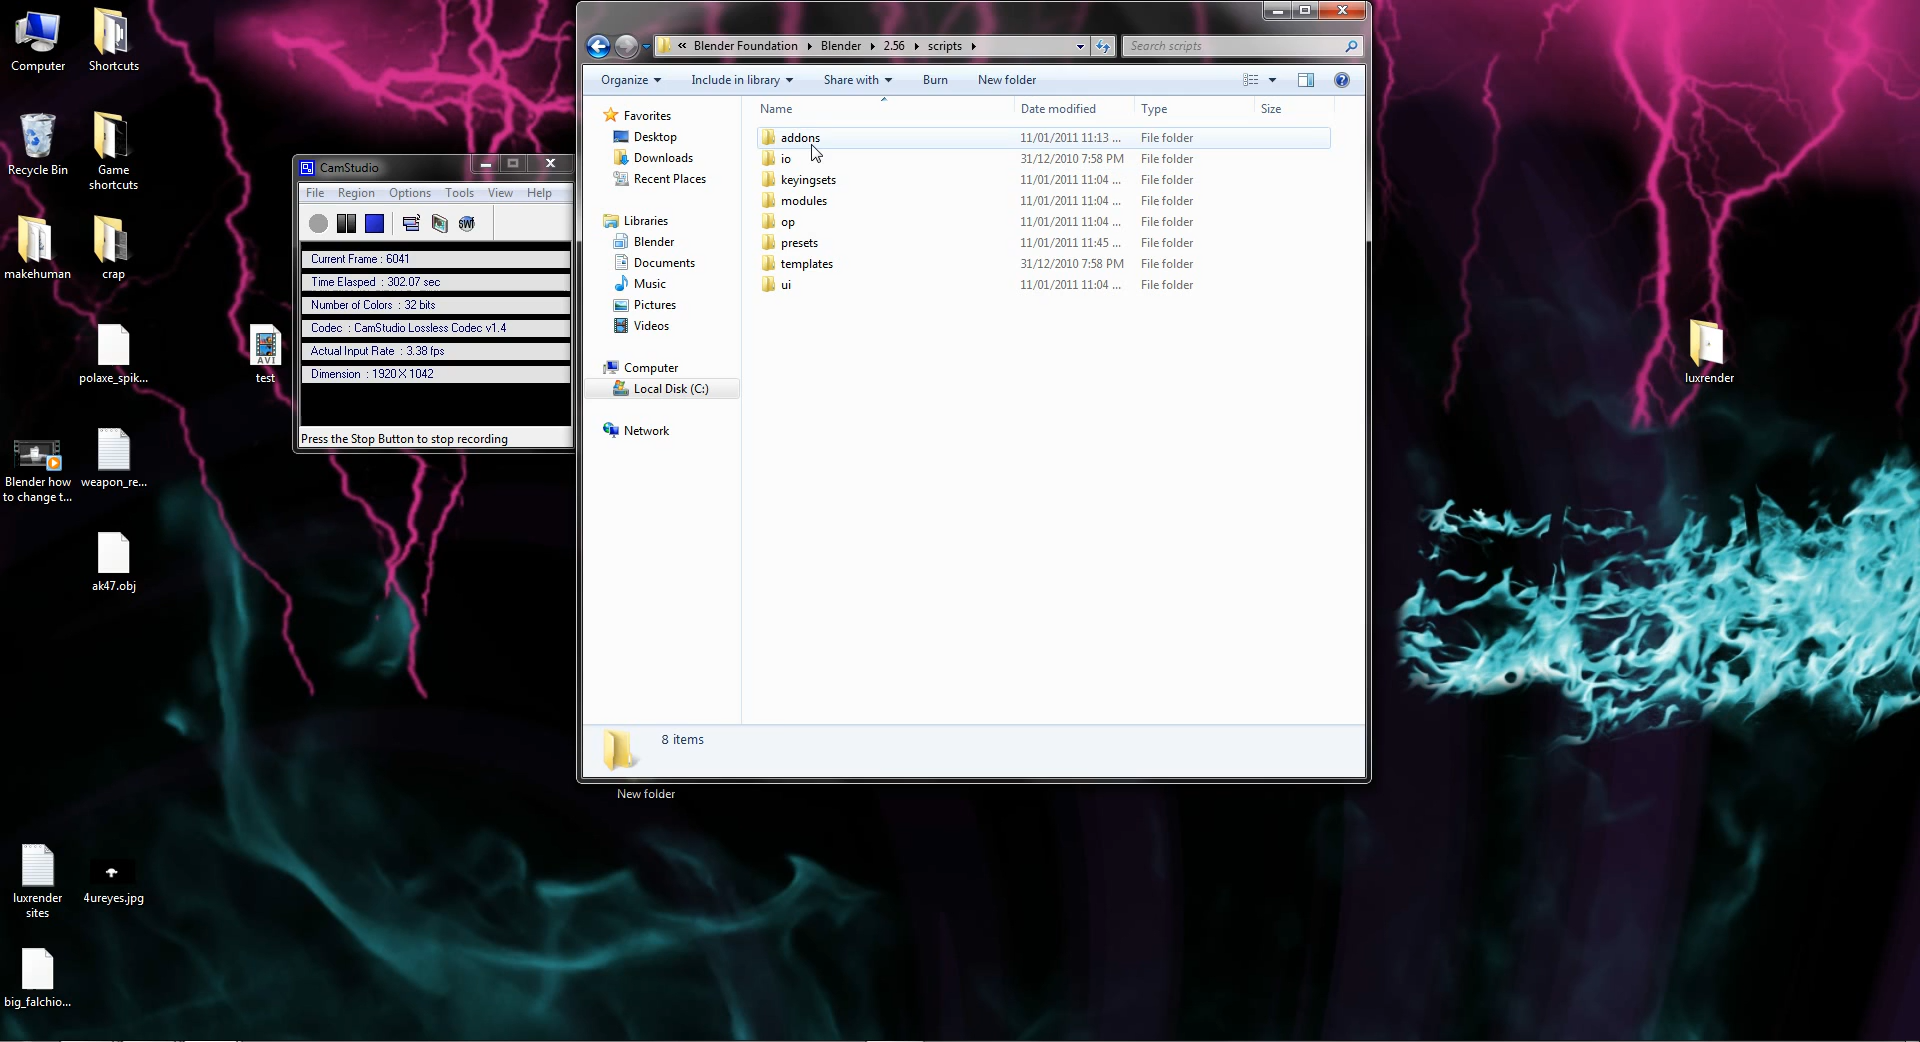 Computer
Shortcuts
Recycle Bin
Game
shortcuts
makehuman
crap
polaxe_spik...
test
AVI
Blender how
to change t...
weapon_re...
ak47.obj
luxrender
sites
4ureyes.jpg
big_falchio...
CamStudio
File Region Options Tools View Help
SWF
Current Frame : 6041
Time Elasped : 302.07 sec
Number of Colors : 32 bits
Codec : CamStudio Lossless Codec v1.4
Actual Input Rate : 3.38 fps
Dimension : 1920 X 1042
Press the Stop Button to stop recording
« Blender Foundation Blender 2.56 scripts
Search scripts
Organize Include in library Share with Burn New folder
Favorites
Desktop
Downloads
Recent Places
Libraries
Blender
Documents
Music
Pictures
Videos
Computer
Local Disk (C:)
Network
Name Date modified Type Size
addons 11/01/2011 11:13 ... File folder
io 31/12/2010 7:58 PM File folder
keyingsets 11/01/2011 11:04 ... File folder
modules 11/01/2011 11:04 ... File folder
op 11/01/2011 11:04 ... File folder
presets 11/01/2011 11:45 ... File folder
templates 31/12/2010 7:58 PM File folder
ui 11/01/2011 11:04 ... File folder
8 items
New folder
luxrender